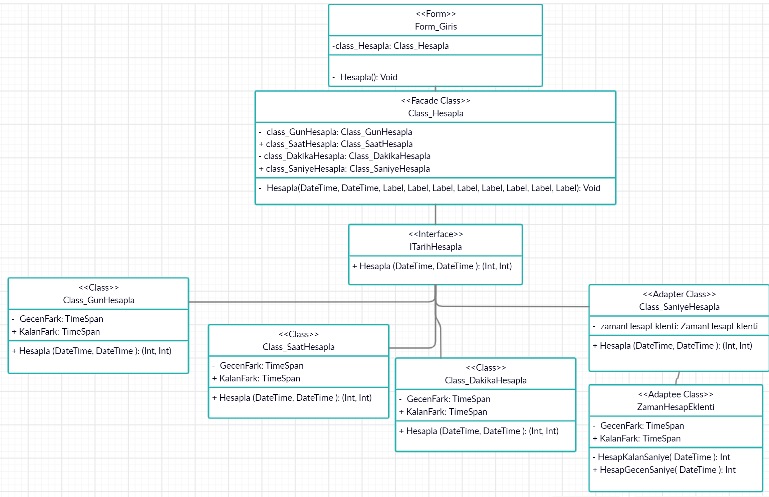 <<Form>>
Form_Giris
-class_Hesapla: Class_Hesapla
- Hesapla(): Void
<<Facade Class>>
Class_Hesapla
- class_GunHesapla: Class_GunHesapla
+ class_SaatHesapla: Class_SaatHesapla
- class_DakikaHesapla: Class_DakikaHesapla
+ class_SaniyeHesapla: Class_SaniyeHesapla
- Hesapla(DateTime, DateTime, Label, Label, Label, Label, Label, Label, Label, Label): Void
<<Interface>>
ITarihHesapla
+ Hesapla (DateTime, DateTime ): (Int, Int)
<<Class>>
Class_GunHesapla
- GecenFark: TimeSpan
+ KalanFark: TimeSpan
+ Hesapla (DateTime, DateTime ): (Int, Int)
<<Class>>
Class_SaatHesapla
GecenFark: TimeSpan
+ KalanFark: TimeSpan
+ Hesapla (DateTime, DateTime ): (Int, Int)
<<Class>>
Class_DakikaHesapla
- GecenFark: TimeSpan
+ KalanFark: TimeSpan
+ Hesapla (DateTime, DateTime ): (Int, Int)
<<Adapter Class>>
Class_SaniyeHesapla
- zamanHesapEklenti: ZamanHesapEklenti
+ Hesapla (DateTime, DateTime ): (Int, Int)
<<Adaptee Class>>
ZamanHesapEklenti
- GecenFark: TimeSpan
+ KalanFark: TimeSpan
- HesapKalanSaniye( DateTime ): Int
+ HesapGecenSaniye( DateTime ): Int